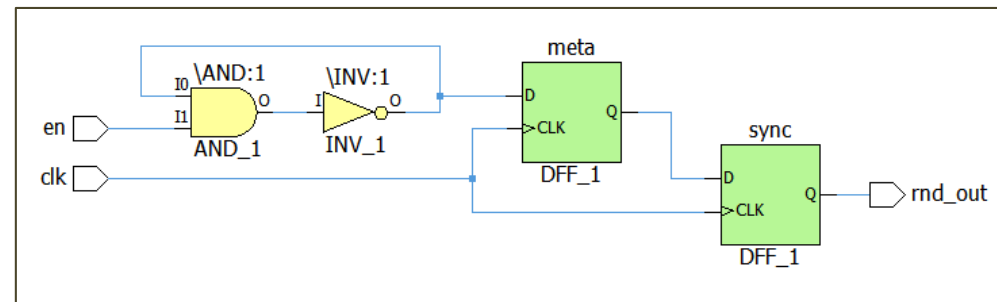 meta
\AND:1
\INV:1
I0
I1
O
I
O
AND_1
INV_1
en
clk
D
CLK
Q
DFF_1
sync
D
CLK
Q
DFF_1
rnd_out